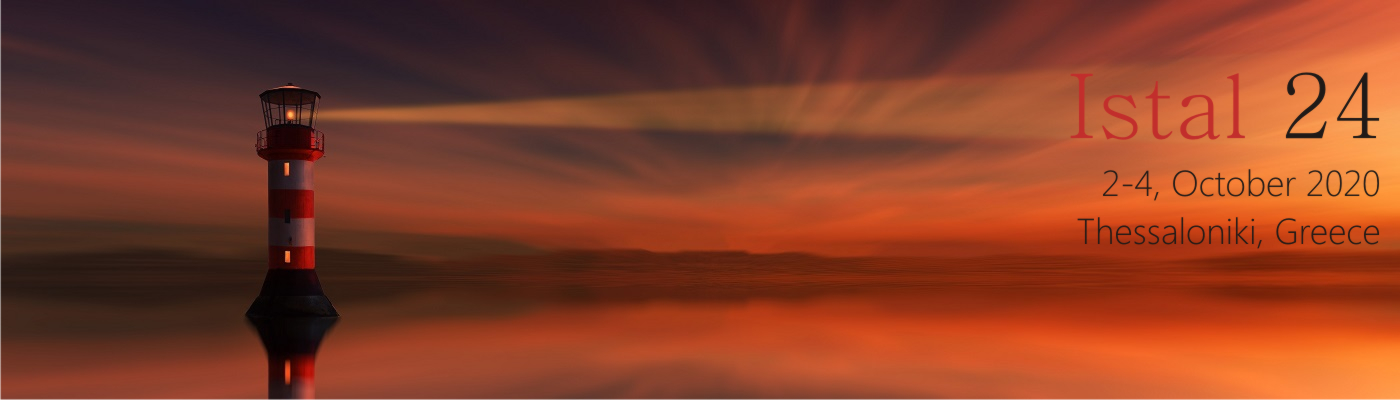 Istal 24
2-4, October 2020
Thessaloniki, Greece